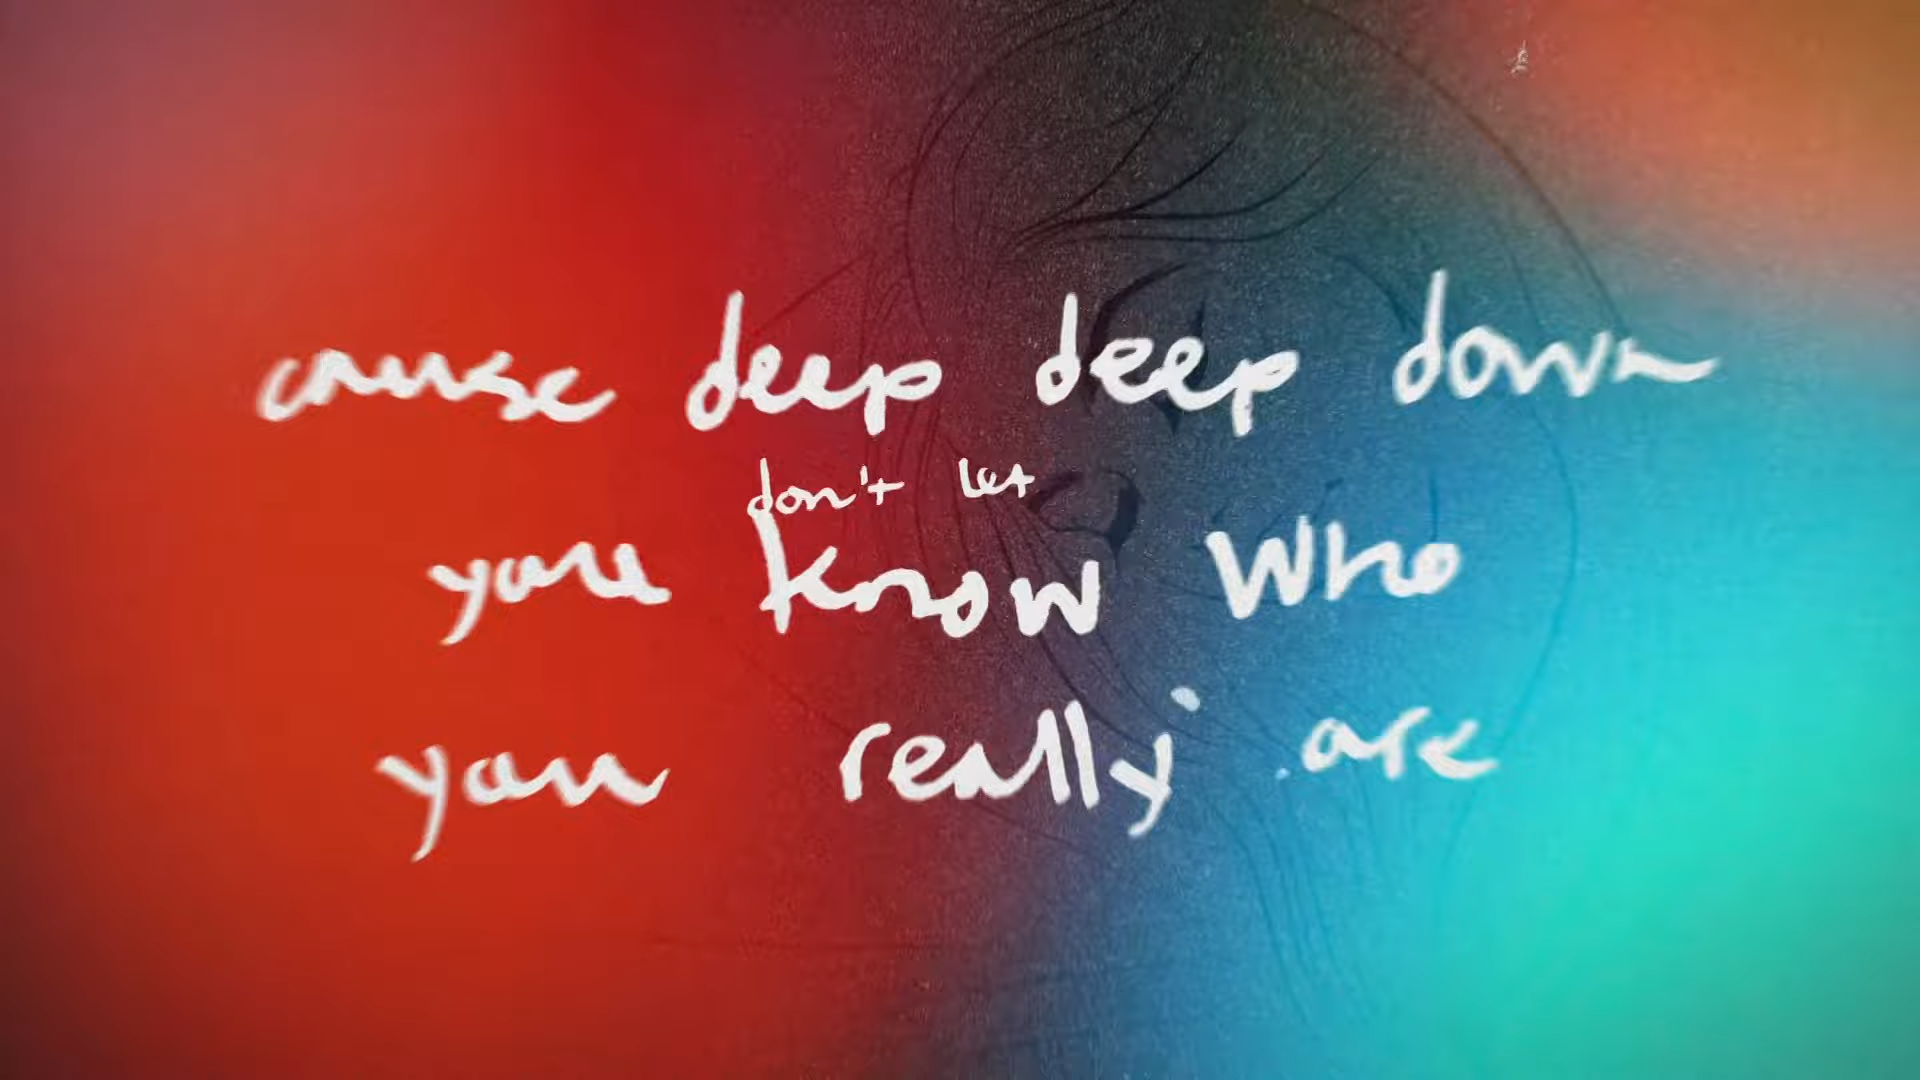 cause deep deep down
don't let
you know who
you really are